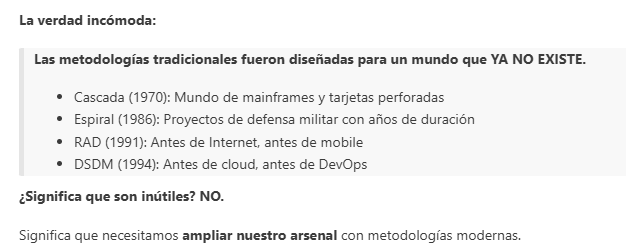 La verdad incómoda:
Las metodologías tradicionales fueron diseñadas para un mundo que YA NO EXISTE.
• Cascada (1970): Mundo de mainframes y tarjetas perforadas
• Espiral (1986): Proyectos de defensa militar con años de duración
• RAD (1991): Antes de Internet, antes de mobile
• DSDM (1994): Antes de cloud, antes de DevOps
¿Significa que son inútiles? NO.
Significa que necesitamos ampliar nuestro arsenal con metodologías modernas.